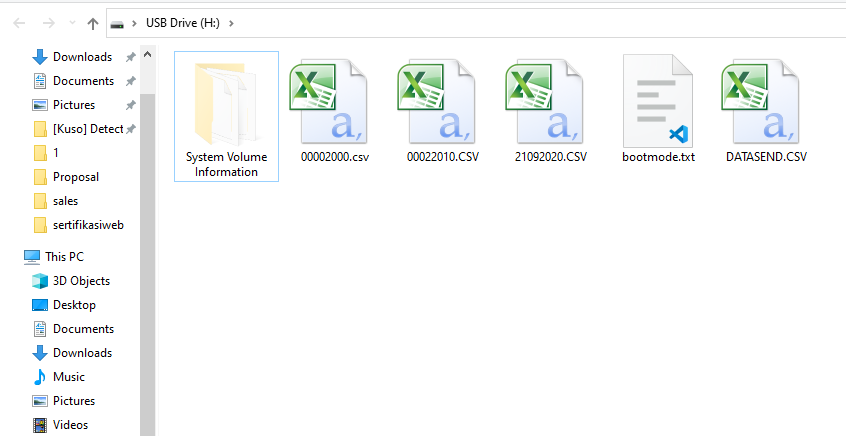 USB Drive (H:)
Downloads
Documents
Pictures
[Kuso] Detect
1
Proposal
sales
sertifikasiweb
This PC
3D Objects
Desktop
Documents
Downloads
Music
Pictures
Videos
System Volume
Information
00002000.csv
00022010.CSV
21092020.CSV
bootmode.txt
DATASEND.CSV